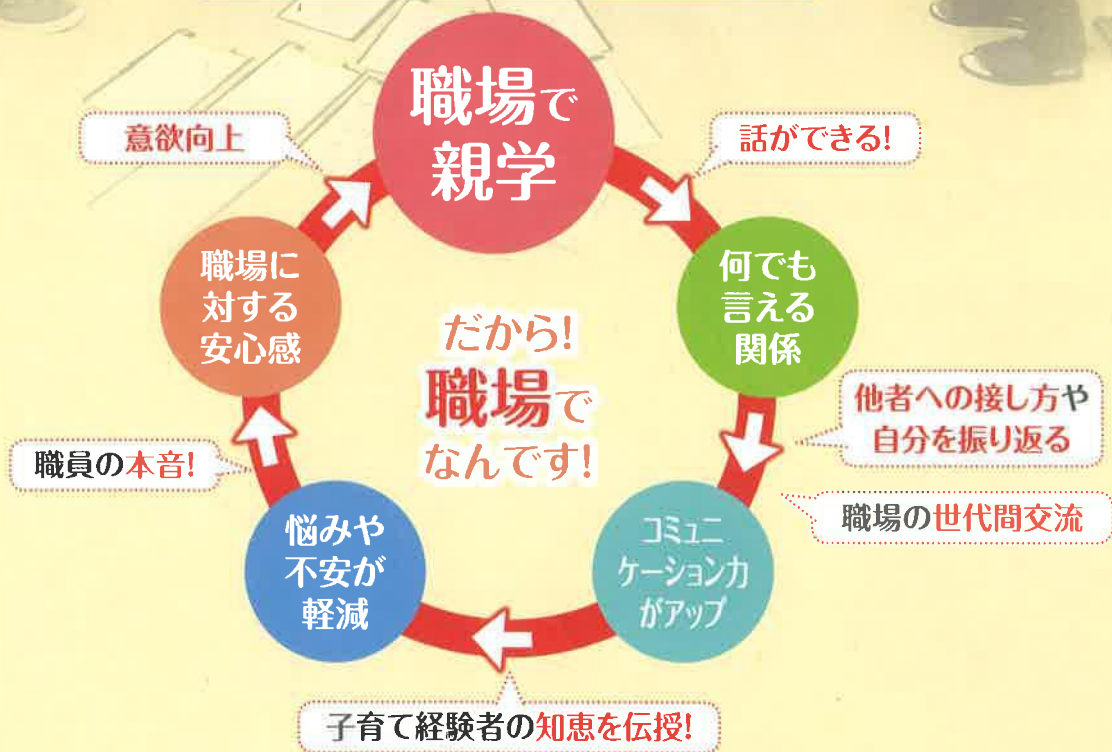 職場で
親学
話ができる!
何でも
言える
関係
他者への接し方や
自分を振り返る
職場の世代間交流
コミュニ
ケーション力
がアップ
子育て経験者の知恵を伝授!
悩みや
不安が
軽減
職員の本音!
職場に
対する
安心感
意欲向上
だから!
職場で
なんです!